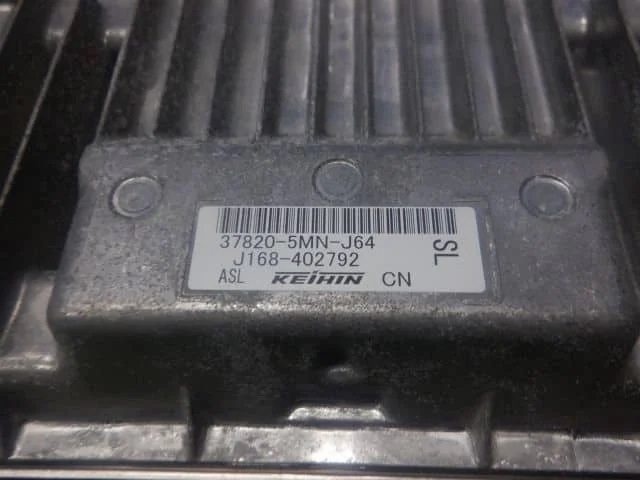 37820-5MN-J64
J168-402792
ASL KEIHIN CN
SL